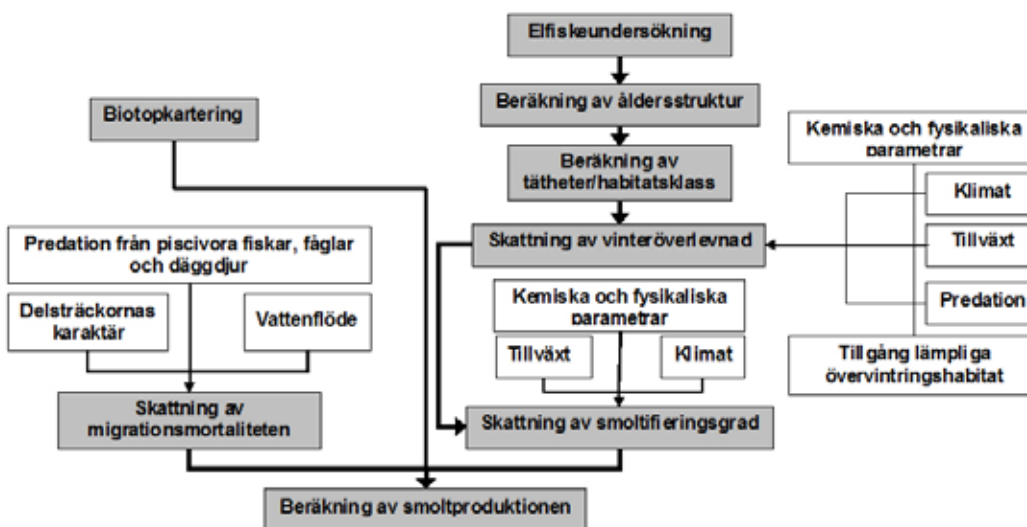 Elfiskeundersökning
Beräkning av åldersstruktur
Biotopkartering
Kemiska och fysikaliska
parametrar
Beräkning av
tätheter/habitatsklass
Klimat
Predation från piscivora fiskar, fåglar
och däggdjur
Skattning av vinteröverlevnad
Tillväxt
Kemiska och fysikaliska
parametrar
Delsträckornas
karaktär
Vattenflöde
Predation
Tillväxt
Klimat
Tillgång lämpliga
övervintringshabitat
Skattning av
migrationsmortaliteten
Skattning av smoltifieringsgrad
Beräkning av smoltproduktionen